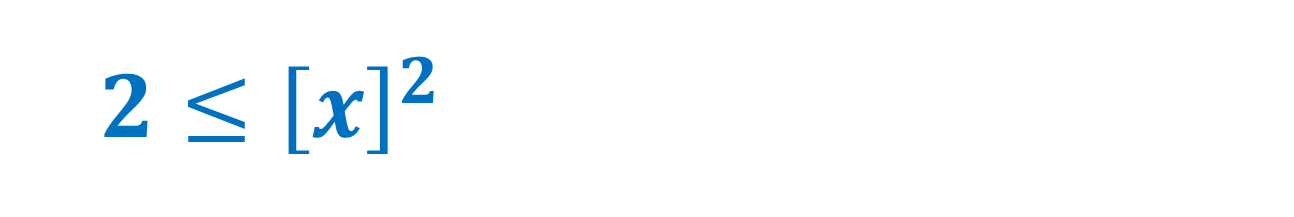 2 ≤ [x]²